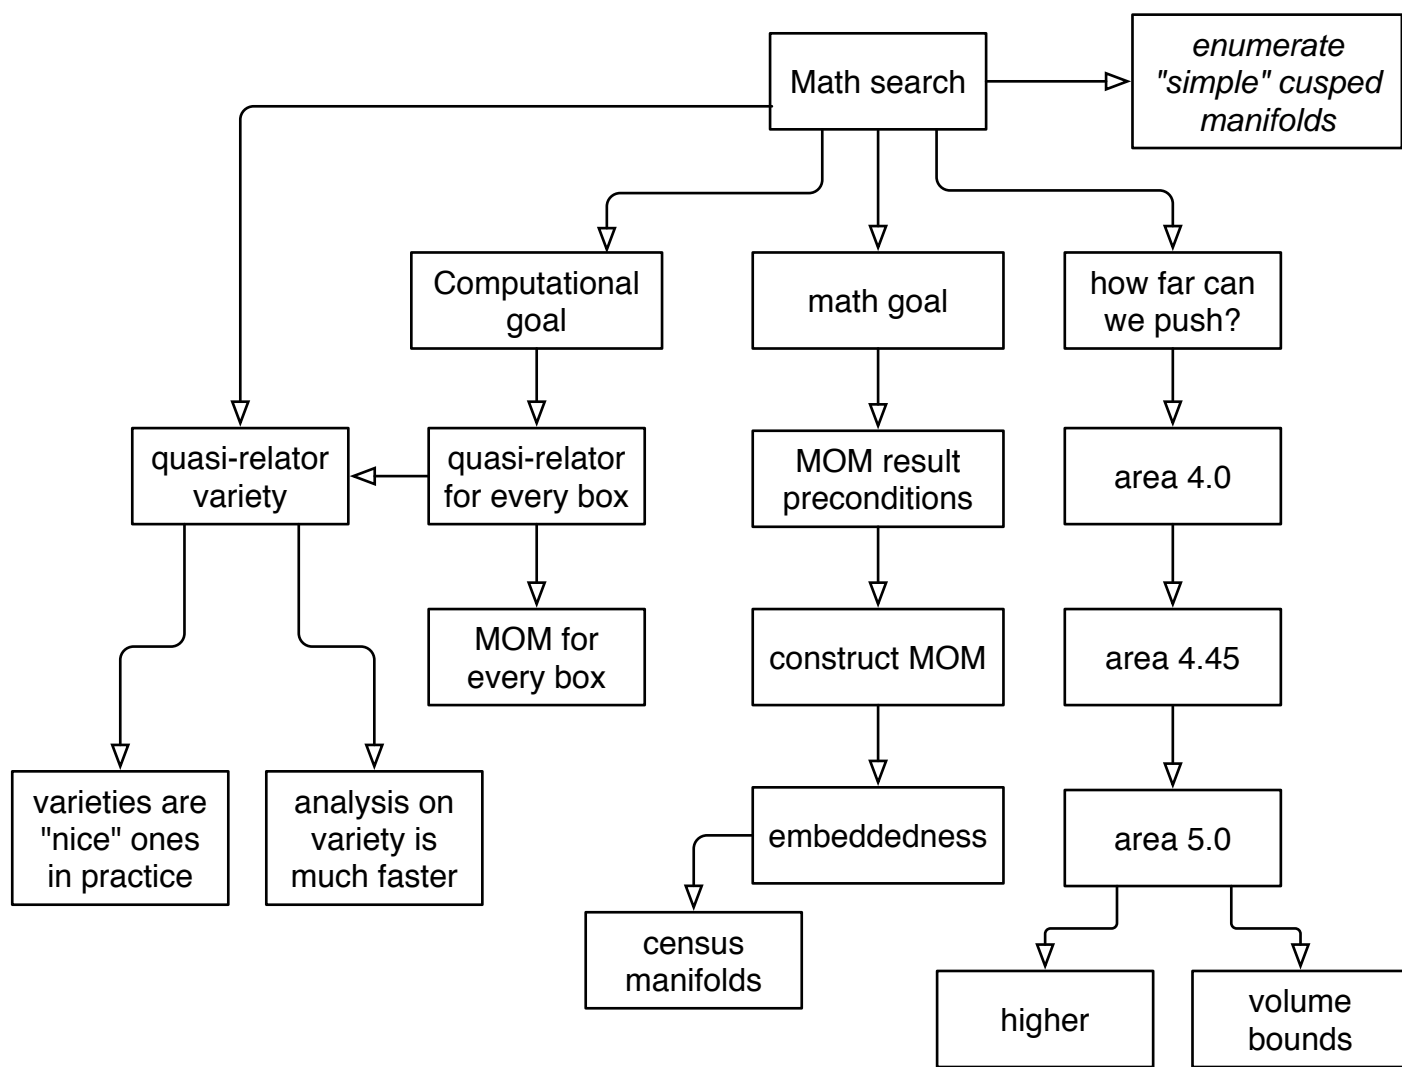 enumerate
"simple" cusped
manifolds
Math search
Computational
goal
math goal
how far can
we push?
quasi-relator
variety
quasi-relator
for every box
MOM result
preconditions
area 4.0
MOM for
every box
construct MOM
area 4.45
varieties are
"nice" ones
in practice
analysis on
variety is
much faster
embeddedness
area 5.0
census
manifolds
higher
volume
bounds